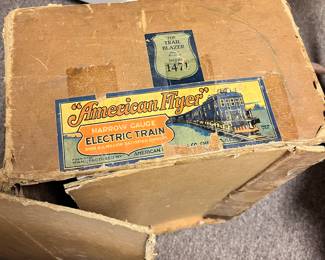 THE
TRAIL
BLAZER
1471
"American Flyer"
NARROW GAUGE
ELECTRIC TRAIN
AMERICAN